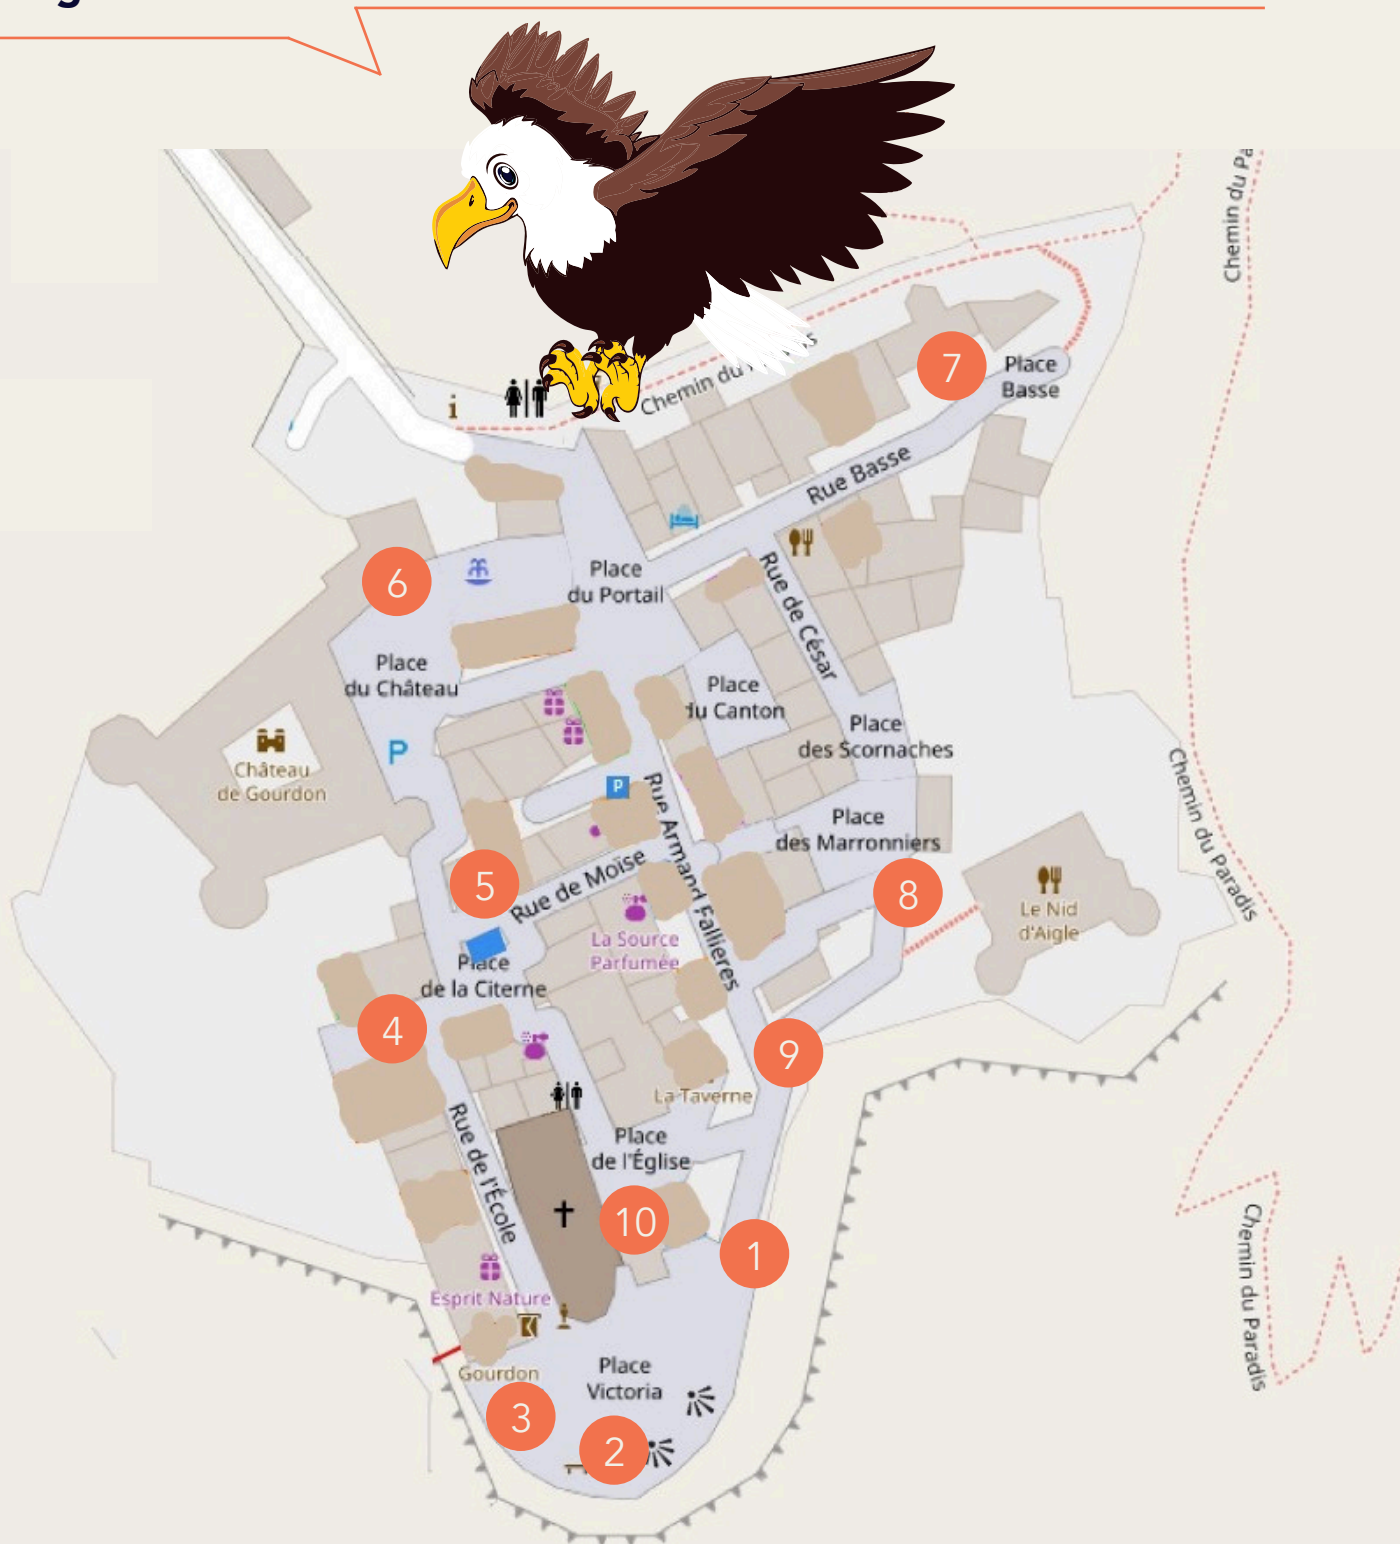 Chemin du Pa
7
Place
Basse
i
Chemin du
Rue Basse
6
Place
du Portail
Rue de César
Place
du Château
Place
du Canton
Place
des Scornaches
P
Château
de Gourdon
P
Rue Armand Fallières
Place
des Marronniers
Chemin du Paradis
5
Rue de Moïse
8
Le Nid
d'Aigle
La Source
Parfumée
Place
de la Citerne
4
9
La Taverne
Rue de l'École
Place
de l'Église
10
1
Chemin du Paradis
Esprit Nature
Gourdon
Place
Victoria
3
2